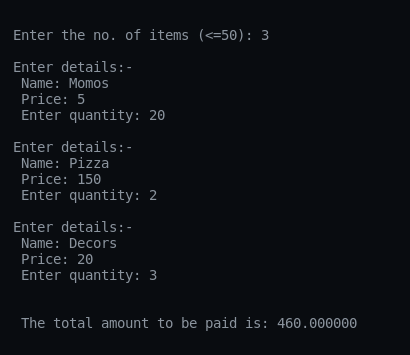 Enter the no. of items (<=50): 3
Enter details:-
Name: Momos
Price: 5
Enter quantity: 20
Enter details:-
Name: Pizza
Price: 150
Enter quantity: 2
Enter details:-
Name: Decors
Price: 20
Enter quantity: 3
The total amount to be paid is: 460.000000